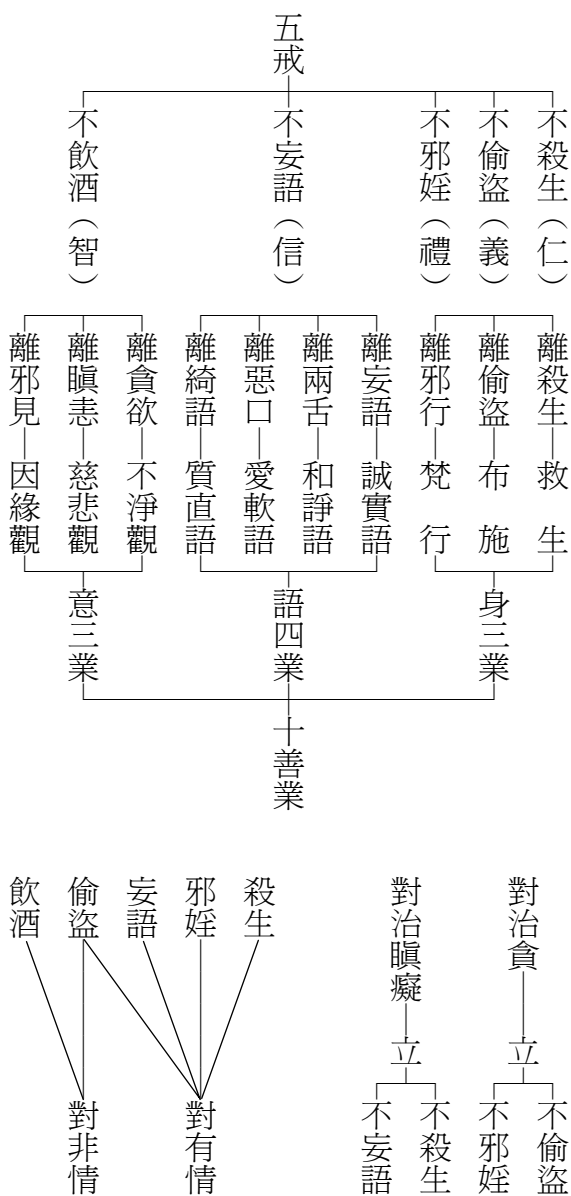 五戒
不殺生（仁）
不偷盜（義）
不邪婬（禮）
不妄語（信）
不飲酒（智）
離殺生—救生
離偷盜—布施
離邪行—梵行
離妄語—誠實語
離兩舌—和諍語
離惡口—愛軟語
離綺語—質直語
離貪欲—不淨觀
離瞋恚—慈悲觀
離邪見—因緣觀
身三業
語四業
意三業
十善業
對治貪—立
不偷盜
不邪婬
對治瞋癡—立
不殺生
不妄語
殺生
邪婬
妄語
偷盜
飲酒
對有情
對非情